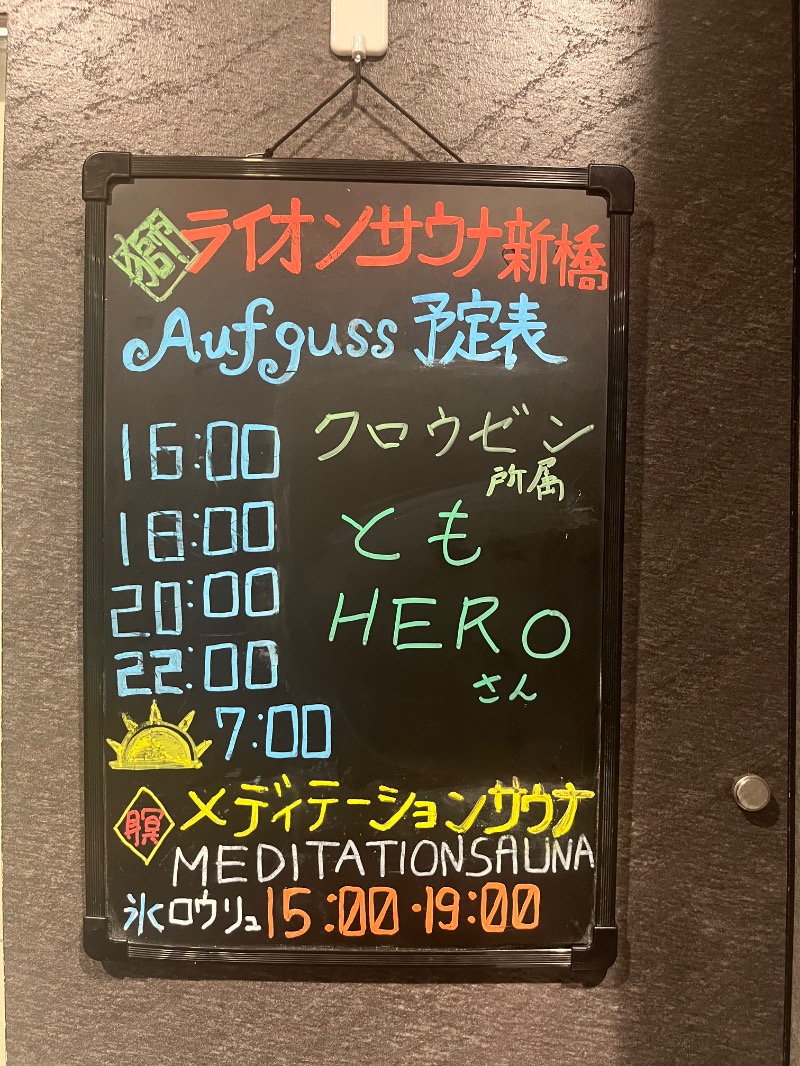 獅 ライオンサウナ新橋
Aufguss 予定表
16:00 クロウゼン
所属
18:00 とも
20:00 HERO
22:00 さん
7:00
瞑 メディテーションサウナ
MEDITATIONSAUNA
氷ロウリュ 15:00・19:00